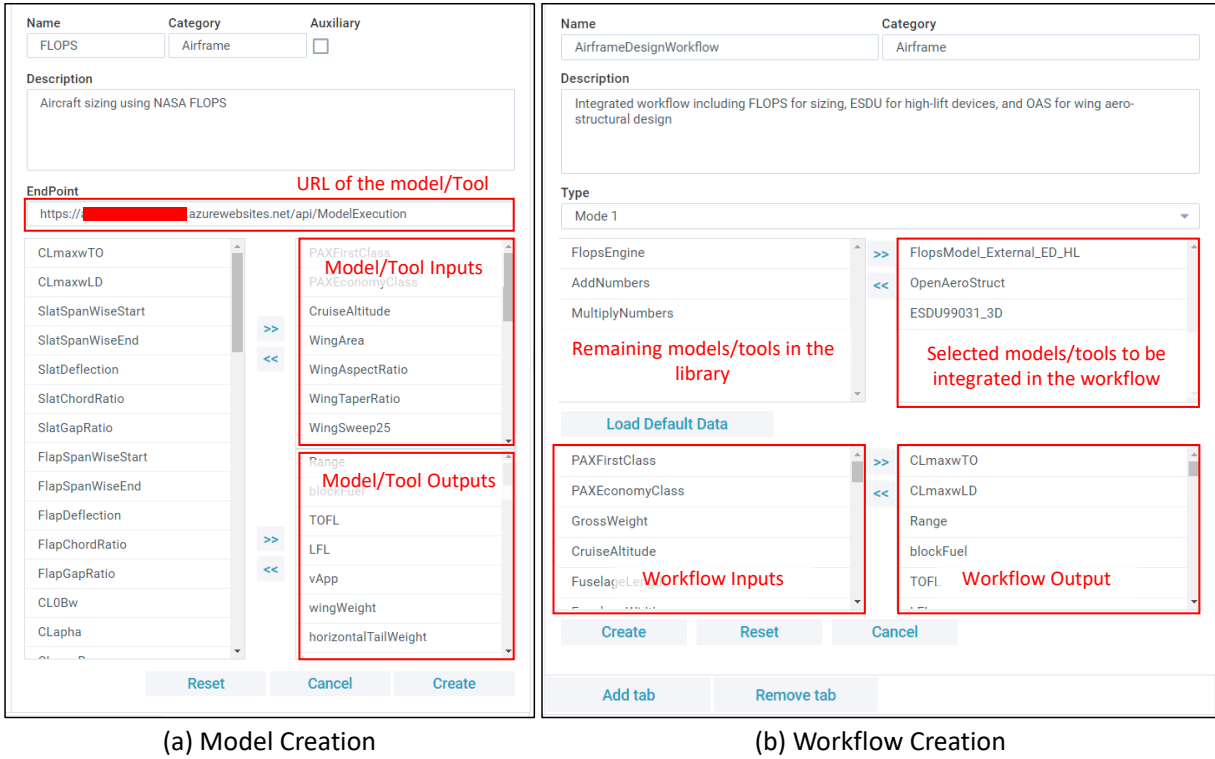 Name Category Auxiliary
FLOPS Airframe
Description
Aircraft sizing using NASA FLOPS
EndPoint
URL of the model/Tool
https:// .azurewebsites.net/api/ModelExecution
CLmaxwTO
CLmaxwLD
SlatSpanWiseStart
SlatSpanWiseEnd
SlatDeflection
SlatChordRatio
SlatGapRatio
FlapSpanWiseStart
FlapSpanWiseEnd
FlapDeflection
FlapChordRatio
FlapGapRatio
CL0Bw
CLapha
>>
<<
>>
<<
PAXFirstClass
Model/Tool Inputs
PAXEconomyClass
CruiseAltitude
WingArea
WingAspectRatio
WingTaperRatio
WingSweep25
Range
Model/Tool Outputs
blockFuel
TOFL
LFL
vApp
wingWeight
horizontalTailWeight
Reset Cancel Create
(a) Model Creation
Name Category
AirframeDesignWorkflow Airframe
Description
Integrated workflow including FLOPS for sizing, ESDU for high-lift devices, and OAS for wing aero-
structural design
Type
Mode 1
FlopsEngine
AddNumbers
MultiplyNumbers
Remaining models/tools in the
library
>>
<<
FlopsModel_External_ED_HL
OpenAeroStruct
ESDU99031_3D
Selected models/tools to be
integrated in the workflow
Load Default Data
PAXFirstClass
PAXEconomyClass
GrossWeight
CruiseAltitude
Workflow Inputs
>>
<<
CLmaxwTO
CLmaxwLD
Range
blockFuel
TOFL
Workflow Output
Create Reset Cancel
Add tab Remove tab
(b) Workflow Creation